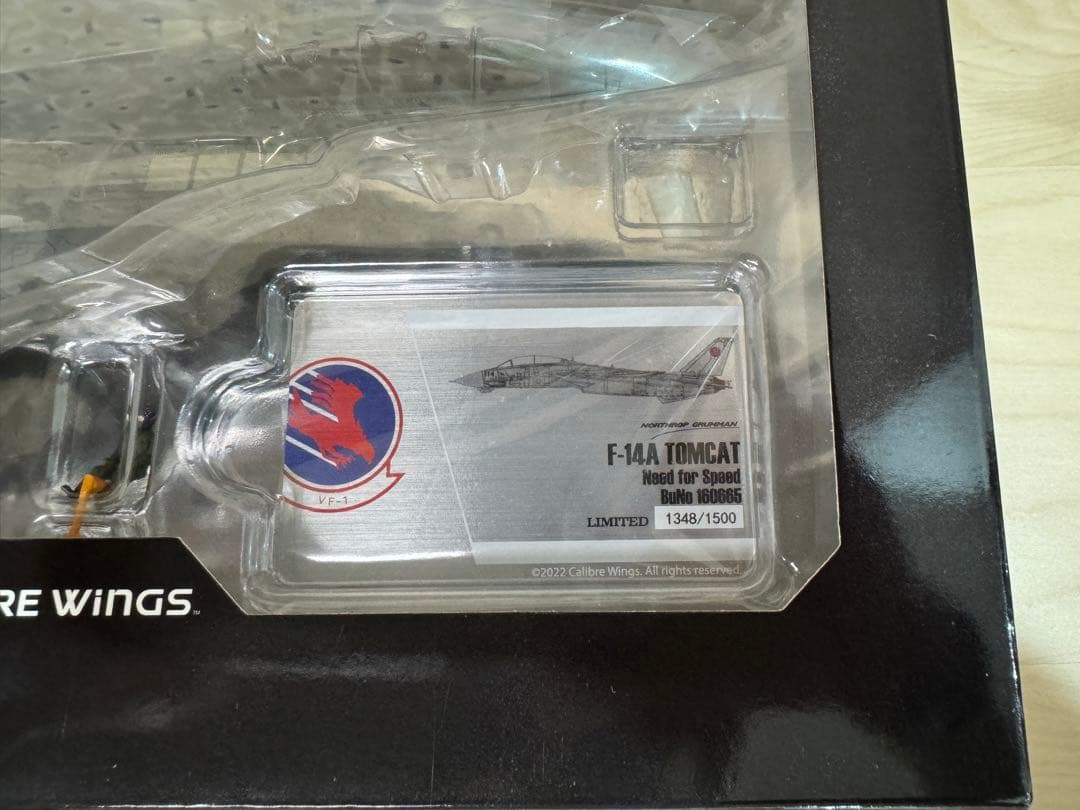 VF-1
NORTHROP GRUMMAN
F-14A TOMCAT
Need for Speed
BuNo 160665
LIMITED 1348/1500
©2022 Calibre Wings. All rights reserved.
RE WINGS™